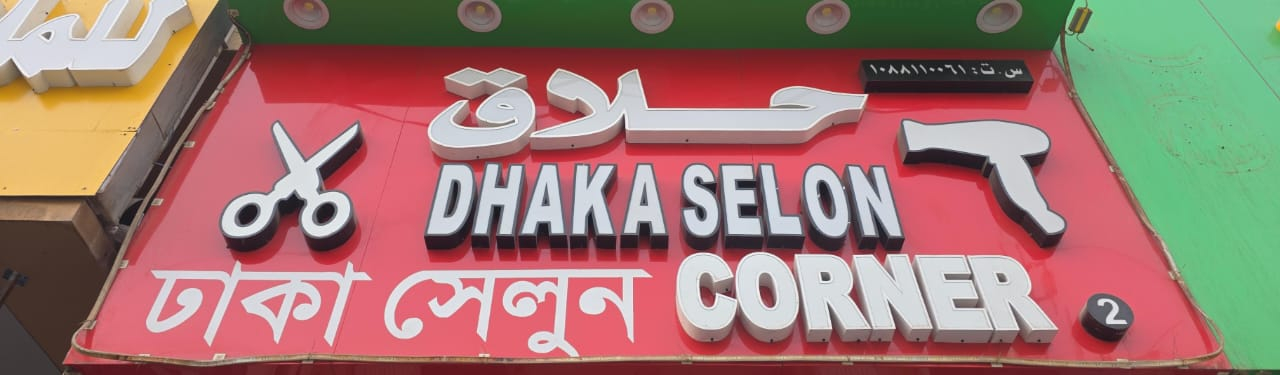 حلاق
س.ت: ١٠٨٨١١٠٠٦١
DHAKA SELON
ঢাকা সেলুন CORNER
2